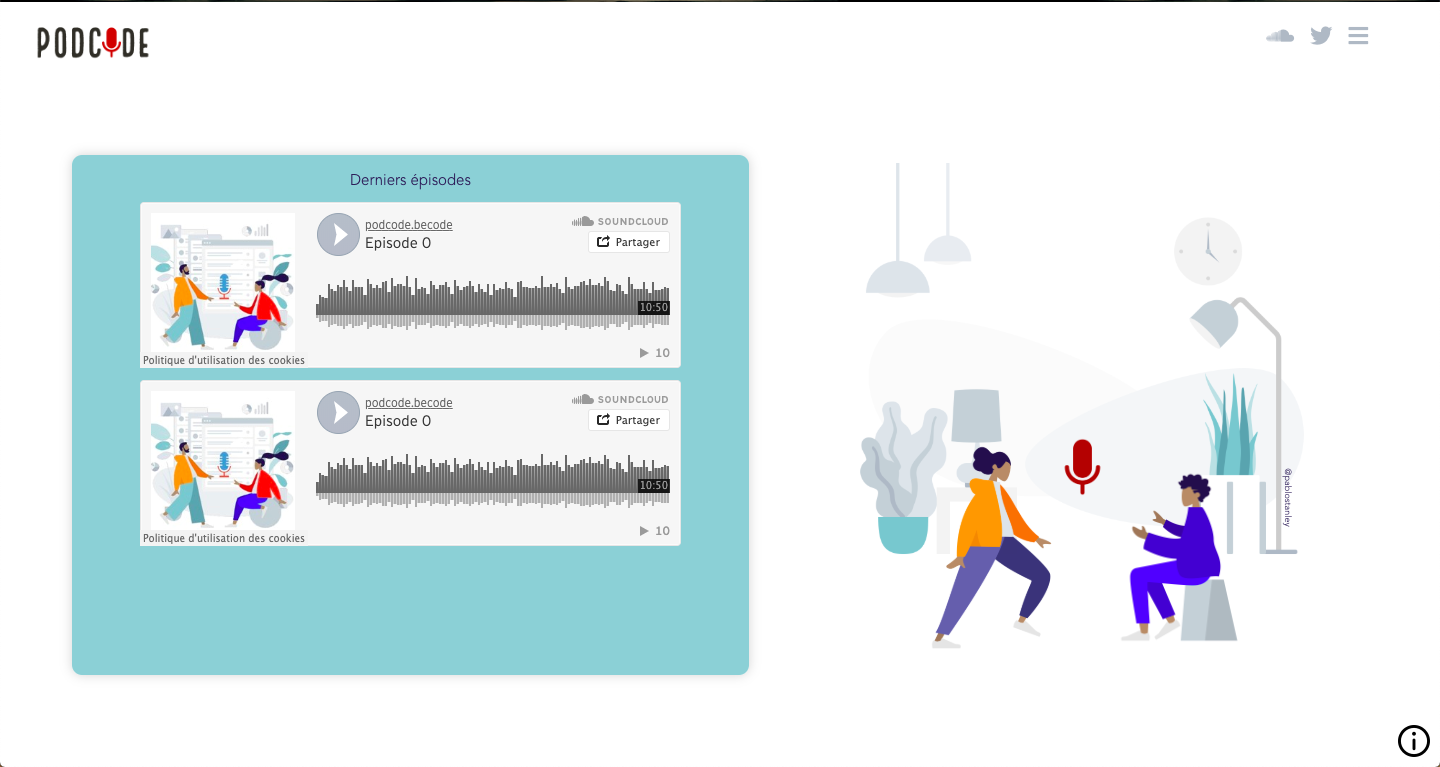 PODCODE
Derniers épisodes
podcode.becode
Episode 0
SOUNDCLOUD
Partager
10:50
10
Politique d'utilisation des cookies
podcode.becode
Episode 0
SOUNDCLOUD
Partager
10:50
10
Politique d'utilisation des cookies
@pablostanley